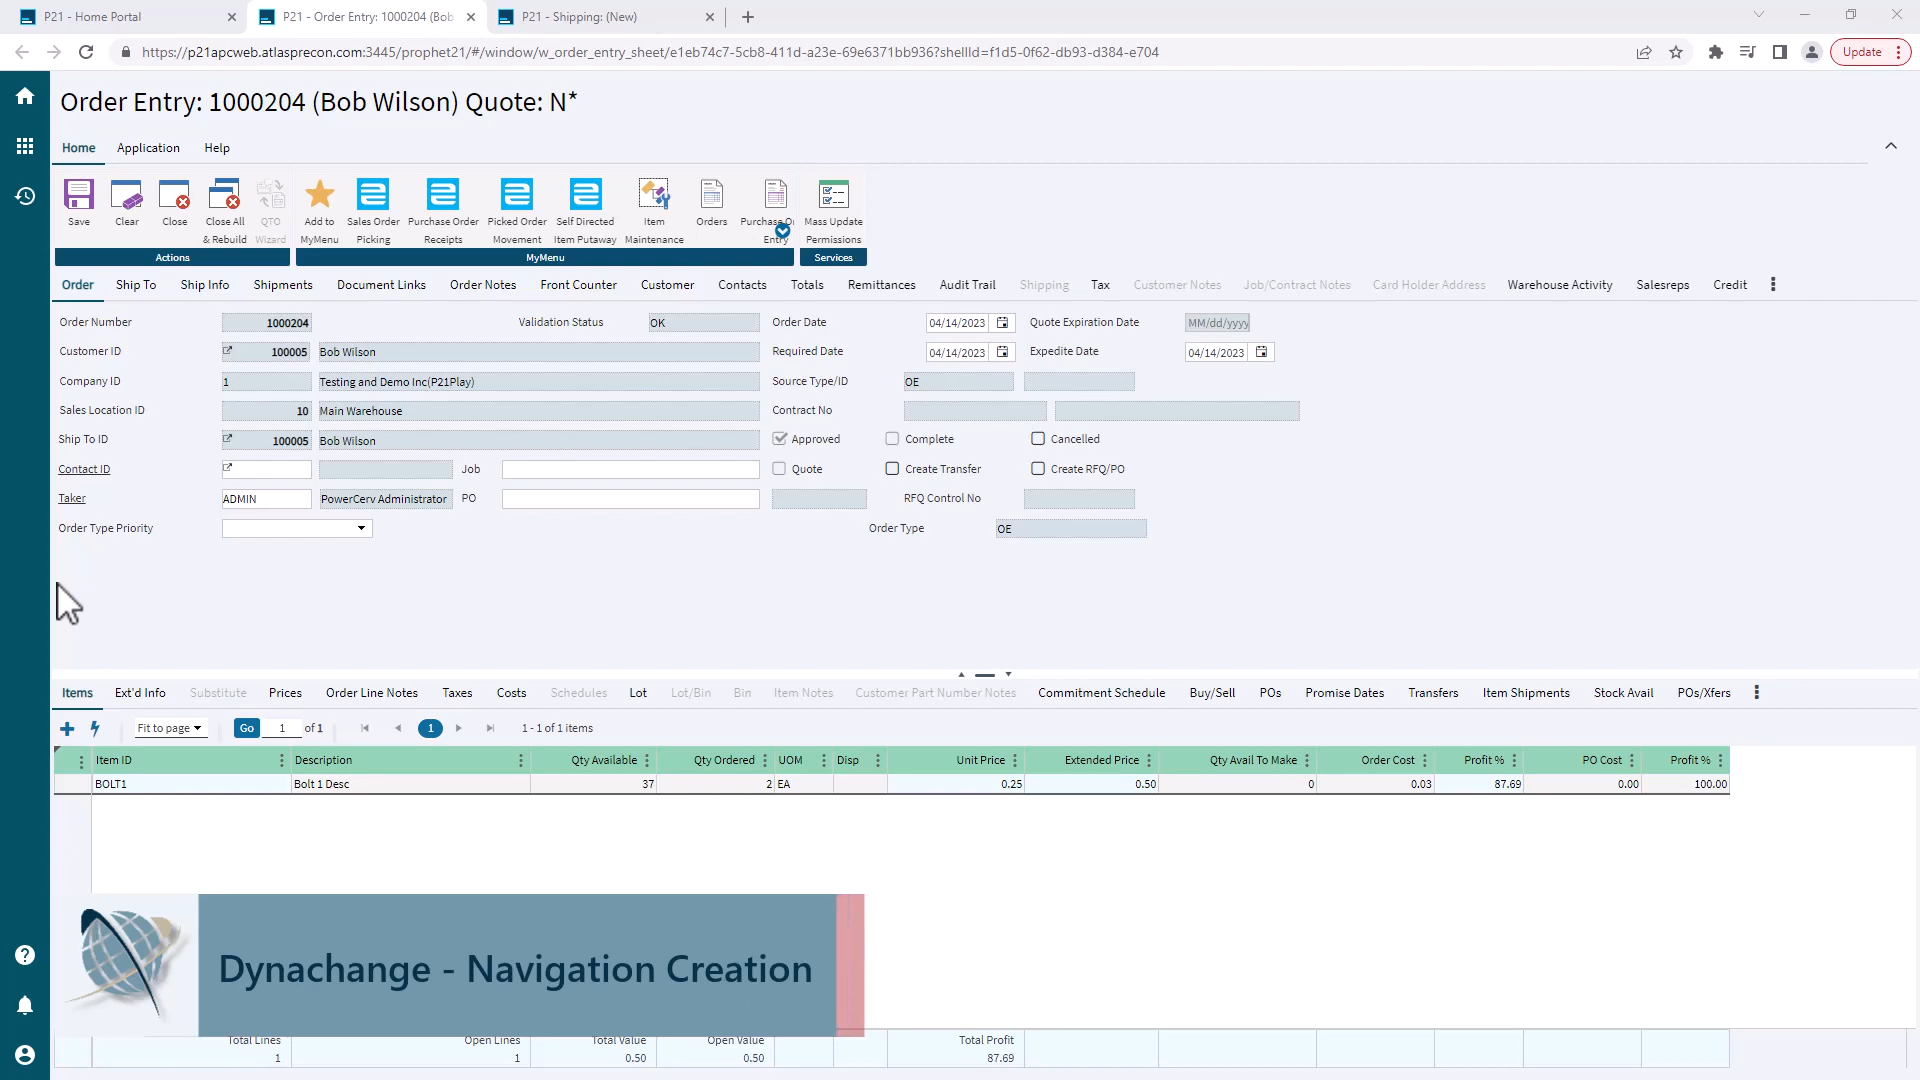 P21 - Home Portal
P21 - Order Entry: 1000204 (Bob
P21 - Shipping: (New)
https://p21apcweb.atlasprecon.com:3445/prophet21/#/window/w_order_entry_sheet/e1eb74c7-5cb8-411d-a23e-69e6371bb936?shellId=f1d5-0f62-db93-d384-e704
Update
Order Entry: 1000204 (Bob Wilson) Quote: N*
Home Application Help
Save Clear Close Close All & Rebuild QTO Wizard Add to MyMenu Sales Order Picking Purchase Order Receipts Picked Order Movement Self Directed Item Putaway Item Maintenance Orders Purchase Or Entry Mass Update Permissions
Actions MyMenu Services
Order Ship To Ship Info Shipments Document Links Order Notes Front Counter Customer Contacts Totals Remittances Audit Trail Shipping Tax Customer Notes Job/Contract Notes Card Holder Address Warehouse Activity Salesreps Credit
Order Number 1000204 Validation Status OK Order Date 04/14/2023 Quote Expiration Date MM/dd/yyyy
Customer ID 100005 Bob Wilson Required Date 04/14/2023 Expedite Date 04/14/2023
Company ID 1 Testing and Demo Inc(P21Play) Source Type/ID OE
Sales Location ID 10 Main Warehouse Contract No
Ship To ID 100005 Bob Wilson Approved Complete Cancelled
Contact ID Job Quote Create Transfer Create RFQ/PO
Taker ADMIN PowerCerv Administrator PO RFQ Control No
Order Type Priority Order Type OE
Items Ext'd Info Substitute Prices Order Line Notes Taxes Costs Schedules Lot Lot/Bin Bin Item Notes Customer Part Number Notes Commitment Schedule Buy/Sell POs Promise Dates Transfers Item Shipments Stock Avail POs/Xfers
Fit to page Go 1 of 1 1 1 - 1 of 1 items
Item ID Description Qty Available Qty Ordered UOM Disp Unit Price Extended Price Qty Avail To Make Order Cost Profit % PO Cost Profit %
BOLT1 Bolt 1 Desc 37 2 EA 0.25 0.50 0 0.03 87.69 0.00 100.00
Dynachange - Navigation Creation
Total Lines Open Lines Total Value Open Value Total Profit
1 1 0.50 0.50 87.69